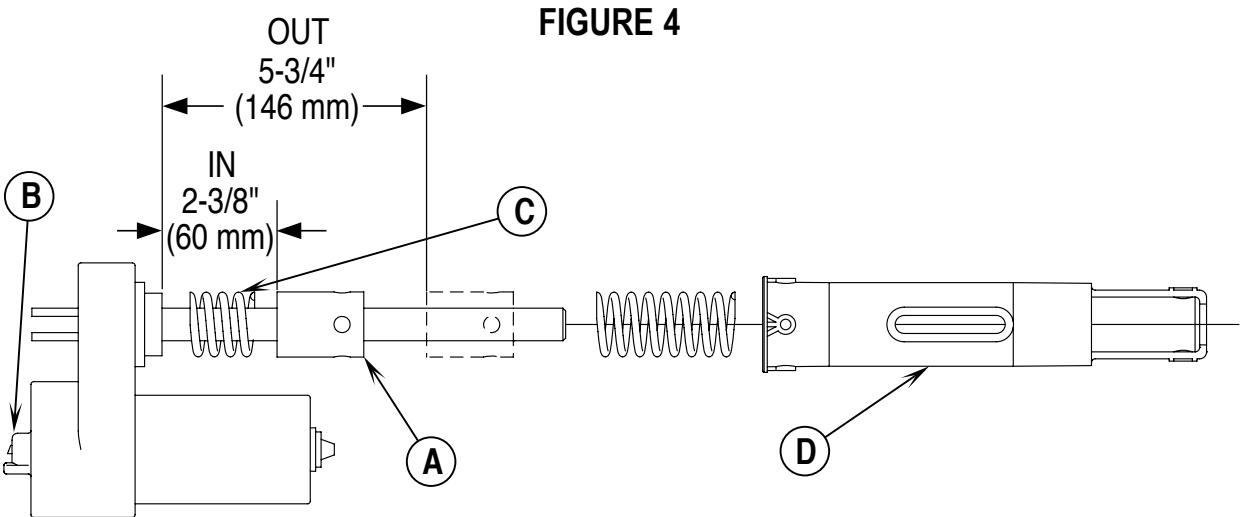 FIGURE 4
OUT
5-3/4"
(146 mm)
IN
2-3/8"
(60 mm)
B
C
A
D